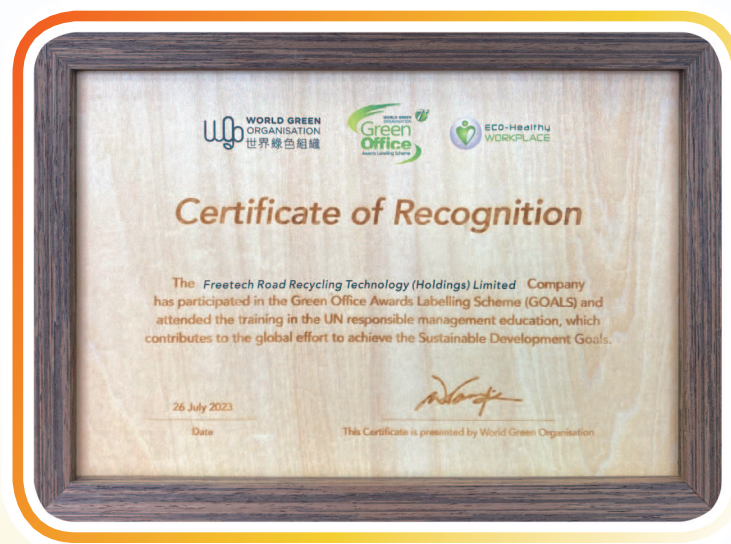 WORLD GREEN
ORGANISATION
世界綠色組織
WORLD GREEN
ORGANISATION
Green
Office
Awards Labelling Scheme
ECO-Healthy
WORKPLACE
Certificate of Recognition
The Freetech Road Recycling Technology (Holdings) Limited Company
has participated in the Green Office Awards Labelling Scheme (GOALS) and
attended the training in the UN responsible management education, which
contributes to the global effort to achieve the Sustainable Development Goals.
26 July 2023
Date
This Certificate is presented by World Green Organisation